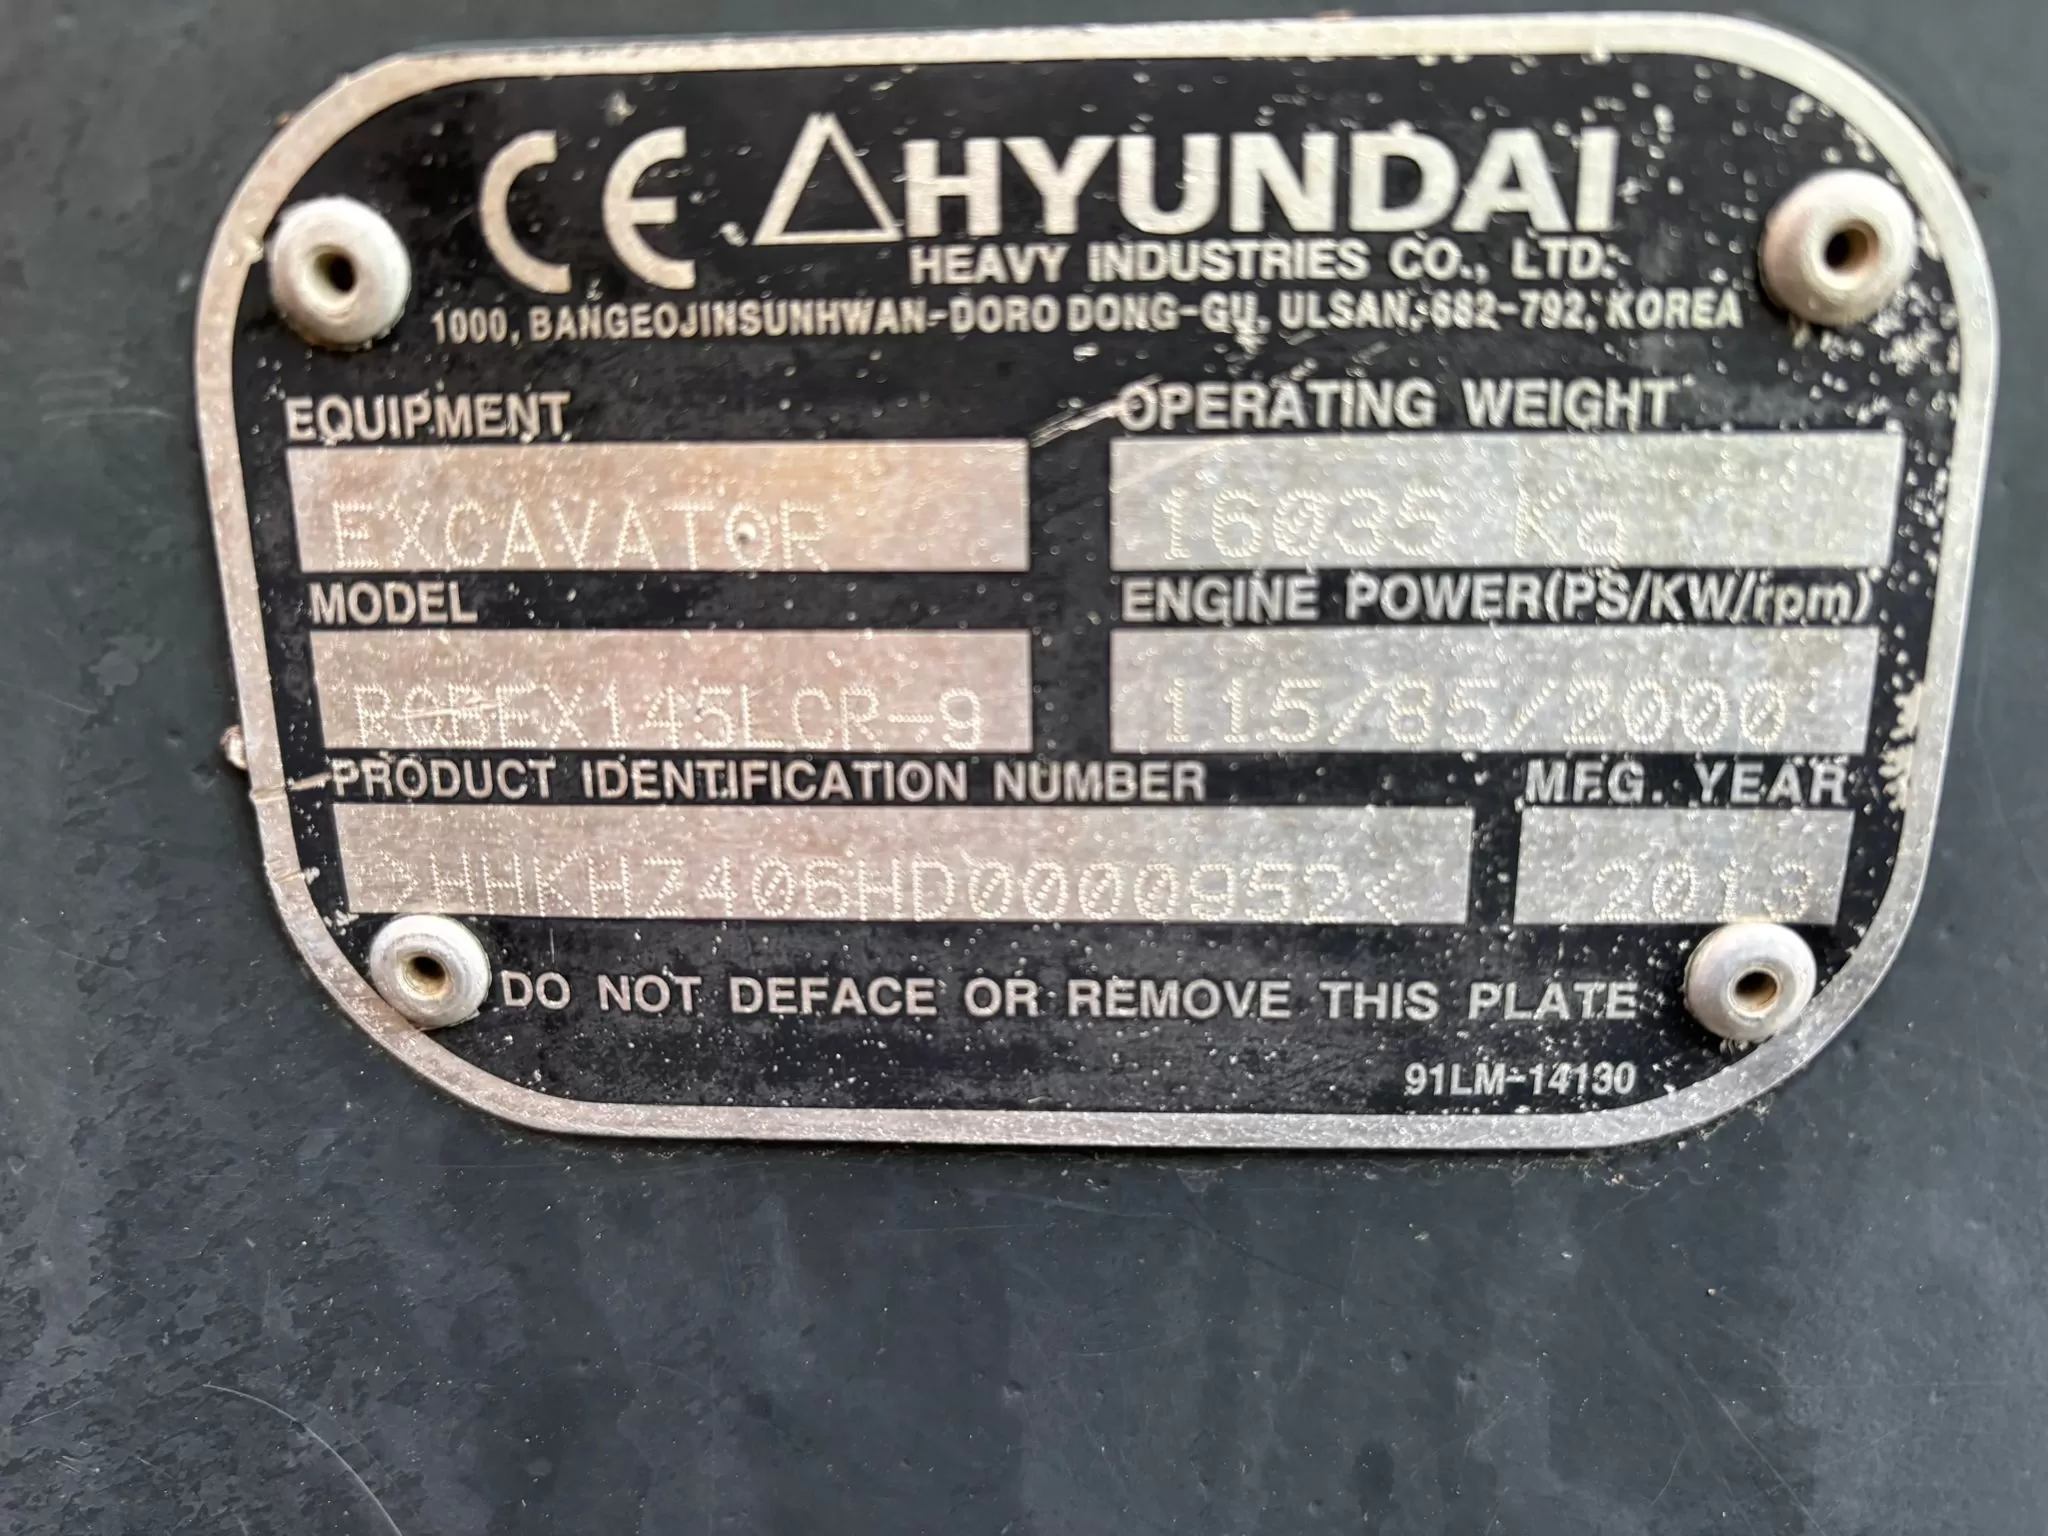 CE HYUNDAI
HEAVY INDUSTRIES CO., LTD.
1000, BANGEOJINSUNHWAN-DORO DONG-GU, ULSAN, 682-792, KOREA
EQUIPMENT
EXCAVATOR
OPERATING WEIGHT
16035 Kg
MODEL
ROBEX145LCR-9
ENGINE POWER(PS/KW/rpm)
115/85/2000
PRODUCT IDENTIFICATION NUMBER
>HHKHZ406HD0000952<
MFG. YEAR
2013
DO NOT DEFACE OR REMOVE THIS PLATE
91LM-14130